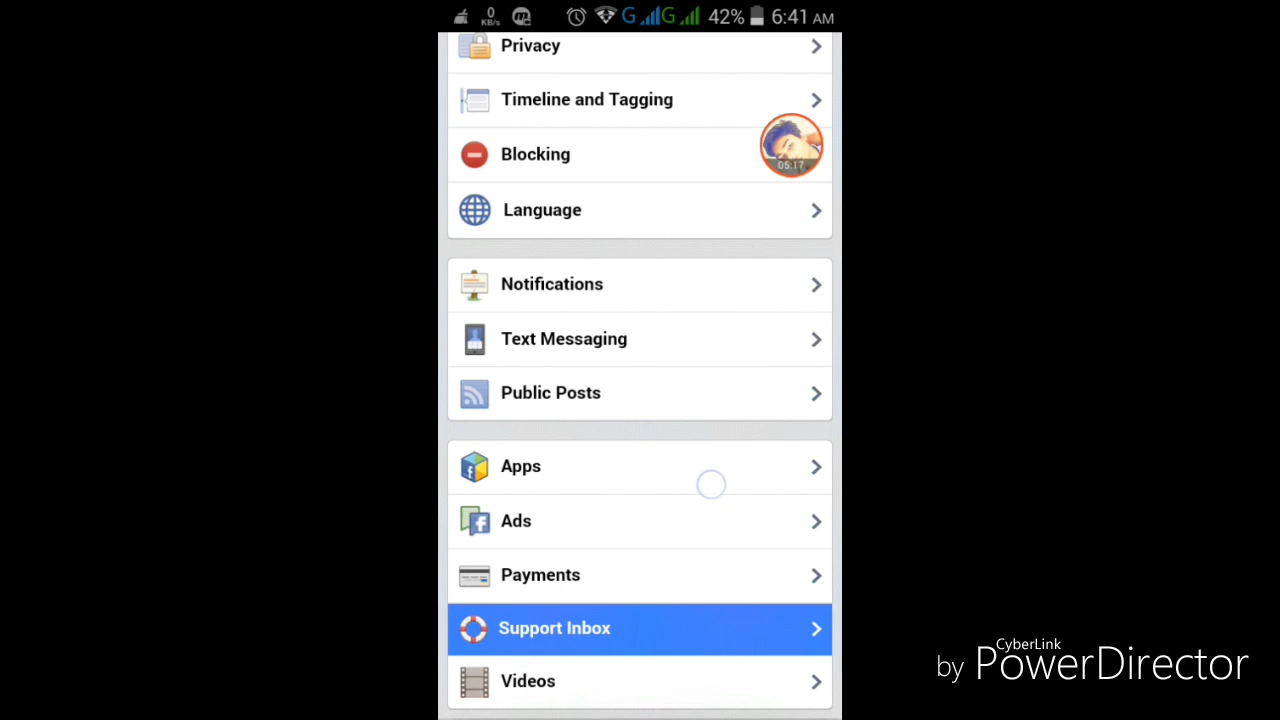 0 KB/s G G 42% 6:41 AM
Privacy
Timeline and Tagging
Blocking
05:17
Language
Notifications
Text Messaging
Public Posts
Apps
Ads
Payments
Support Inbox
Videos
CyberLink
by PowerDirector